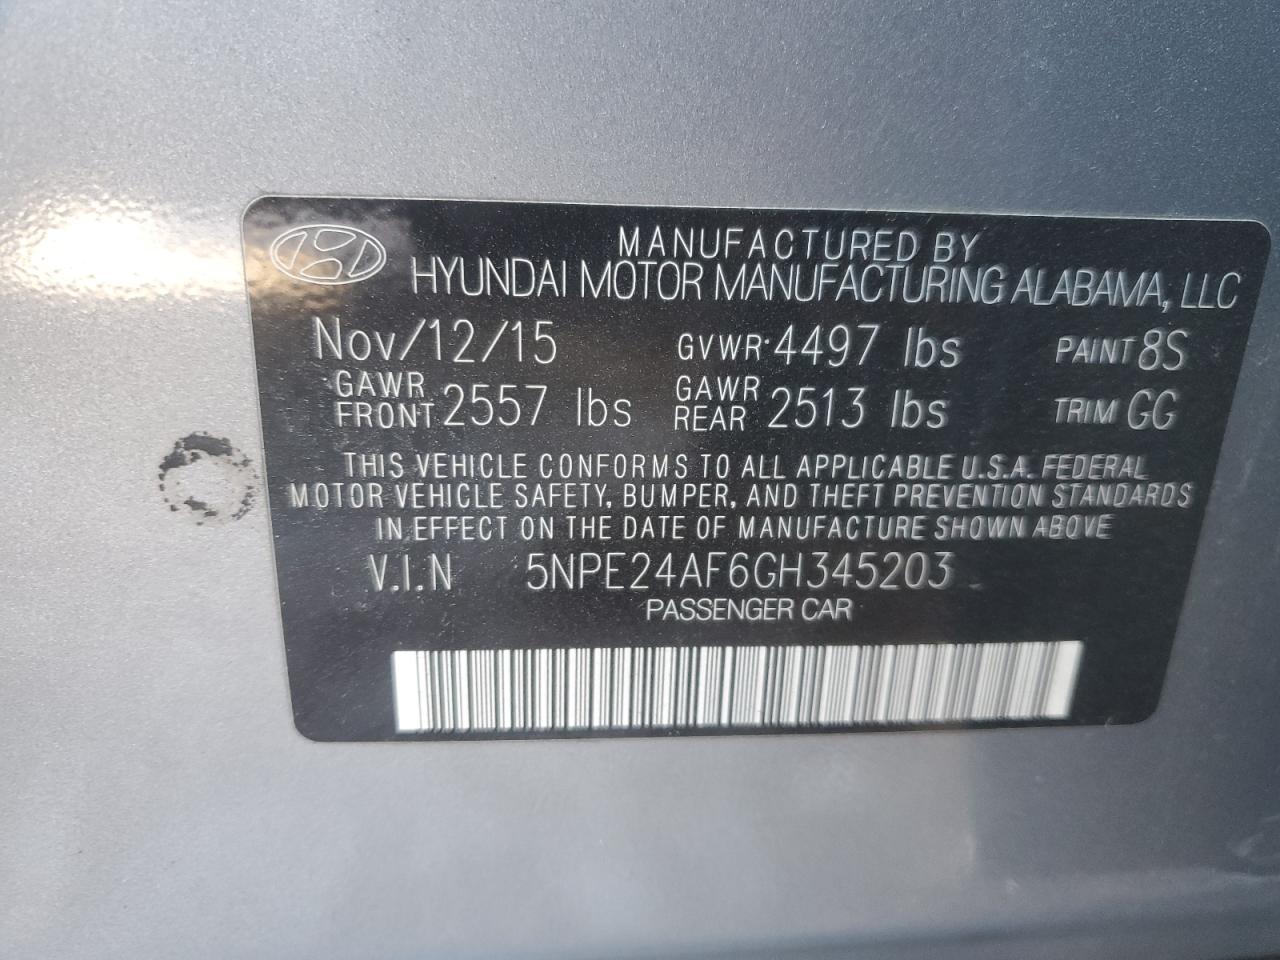 MANUFACTURED BY
HYUNDAI MOTOR MANUFACTURING ALABAMA, LLC
Nov/12/15 GVWR:4497 lbs PAINT 8S
GAWR FRONT 2557 lbs GAWR REAR 2513 lbs TRIM GG
THIS VEHICLE CONFORMS TO ALL APPLICABLE U.S.A. FEDERAL
MOTOR VEHICLE SAFETY, BUMPER, AND THEFT PREVENTION STANDARDS
IN EFFECT ON THE DATE OF MANUFACTURE SHOWN ABOVE
V.I.N 5NPE24AF6GH345203
PASSENGER CAR